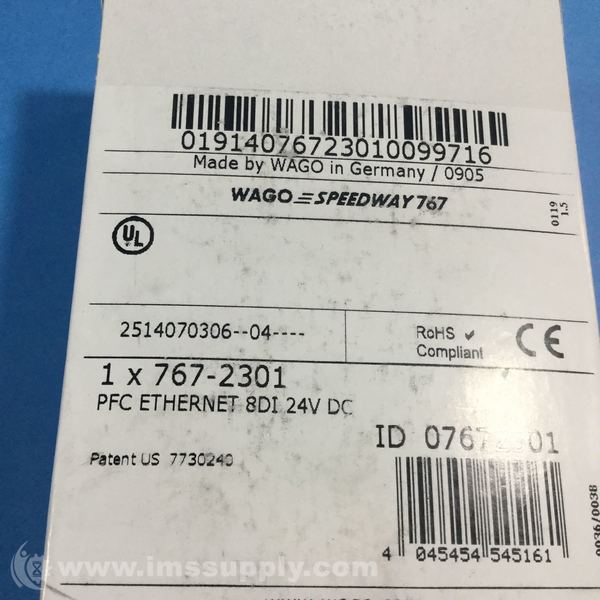 01914076723010099716
Made by WAGO in Germany / 0905
WAGO SPEEDWAY 767
0119
1.5
UL
2514070306--04----
RoHS ✓
Compliant
CE
1 x 767-2301
PFC ETHERNET 8DI 24V DC
ID
Patent US 7730240
4 045454 545161
0036/0038
www.imssupply.com